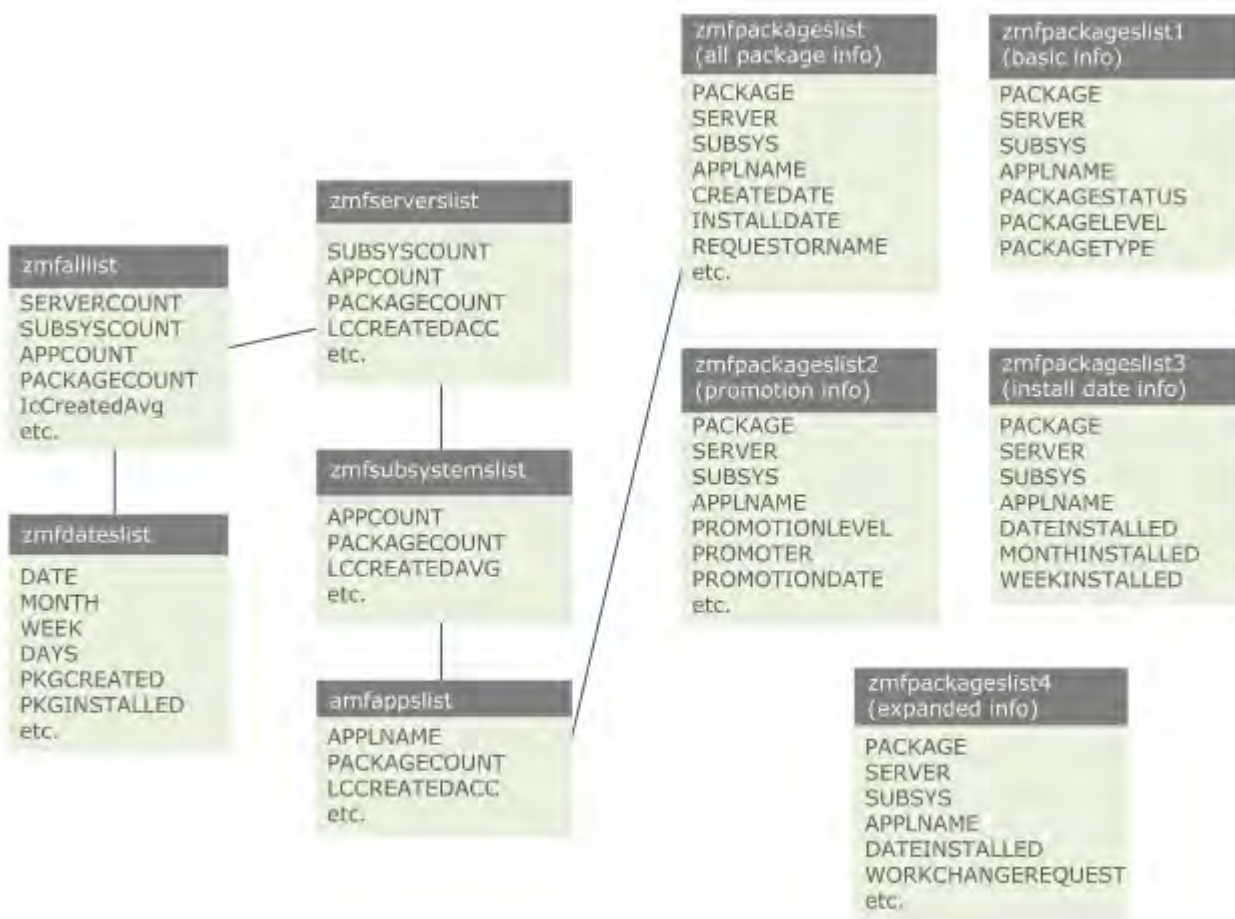 zmfalllist
SERVERCOUNT
SUBSYSCOUNT
APPCOUNT
PACKAGECOUNT
IcCreatedAvg
etc.
zmfdateslist
DATE
MONTH
WEEK
DAYS
PKGCREATED
PKGINSTALLED
etc.
zmfserverslist
SUBSYSCOUNT
APPCOUNT
PACKAGECOUNT
LCCREATEDACC
etc.
zmfsubsystemslist
APPCOUNT
PACKAGECOUNT
LCCREATEDAVG
etc.
amfappslist
APPLNAME
PACKAGECOUNT
LCCREATEDACC
etc.
zmfpackageslist
(all package info)
PACKAGE
SERVER
SUBSYS
APPLNAME
CREATEDATE
INSTALLDATE
REQUESTORNAME
etc.
zmfpackageslist1
(basic info)
PACKAGE
SERVER
SUBSYS
APPLNAME
PACKAGESTATUS
PACKAGELEVEL
PACKAGETYPE
zmfpackageslist2
(promotion info)
PACKAGE
SERVER
SUBSYS
APPLNAME
PROMOTIONLEVEL
PROMOTER
PROMOTIONDATE
etc.
zmfpackageslist3
(install date info)
PACKAGE
SERVER
SUBSYS
APPLNAME
DATEINSTALLED
MONTHINSTALLED
WEEKINSTALLED
zmfpackageslist4
(expanded info)
PACKAGE
SERVER
SUBSYS
APPLNAME
DATEINSTALLED
WORKCHANGEREQUEST
etc.